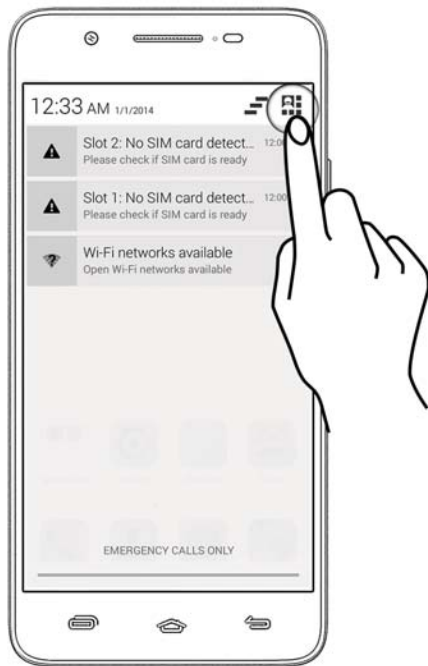 12:33 AM 1/1/2014
Slot 2: No SIM card detect...
Please check if SIM card is ready
Slot 1: No SIM card detect... 12:00
Please check if SIM card is ready
Wi-Fi networks available
Open Wi-Fi networks available
EMERGENCY CALLS ONLY